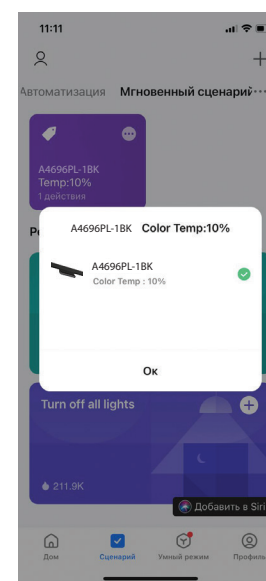 11:11
Автоматизация Мгновенный сценарий ...
A4696PL-1BK
Temp:10%
1 действия
A4696PL-1BK Color Temp:10%
A4696PL-1BK
Color Temp : 10%
Ок
Turn off all lights
211.9K
Добавить в Siri
Дом Сценарий Умный режим Профиль